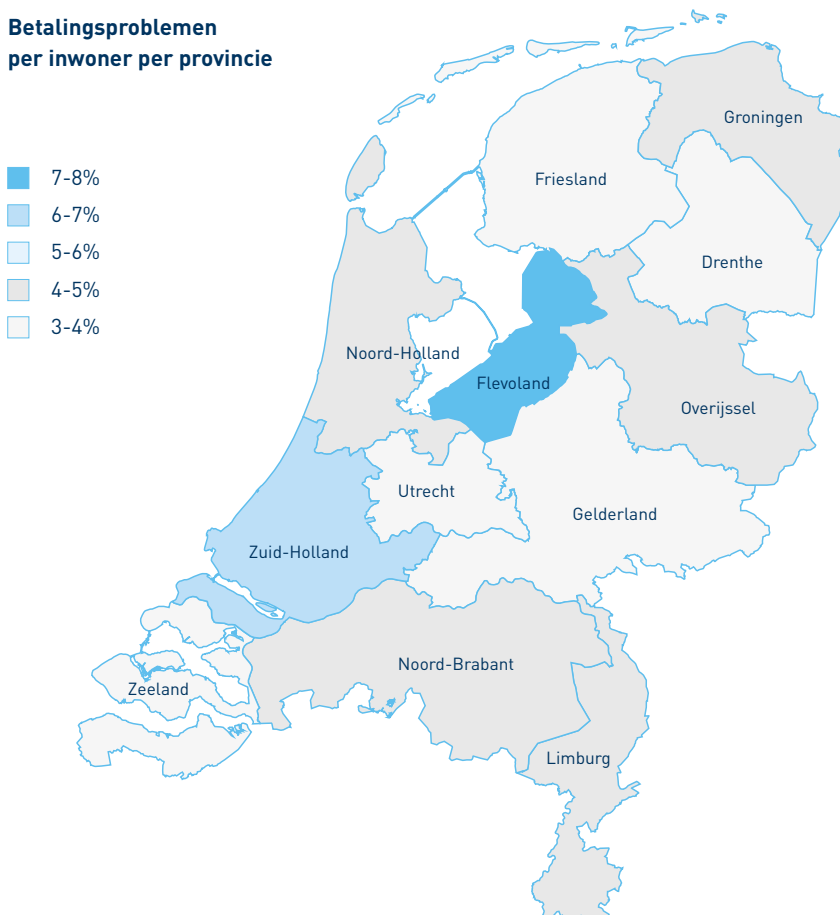 Betalingsproblemen
per inwoner per provincie
7-8%
6-7%
5-6%
4-5%
3-4%
Groningen
Friesland
Drenthe
Noord-Holland
Flevoland
Overijssel
Utrecht
Gelderland
Zuid-Holland
Noord-Brabant
Zeeland
Limburg